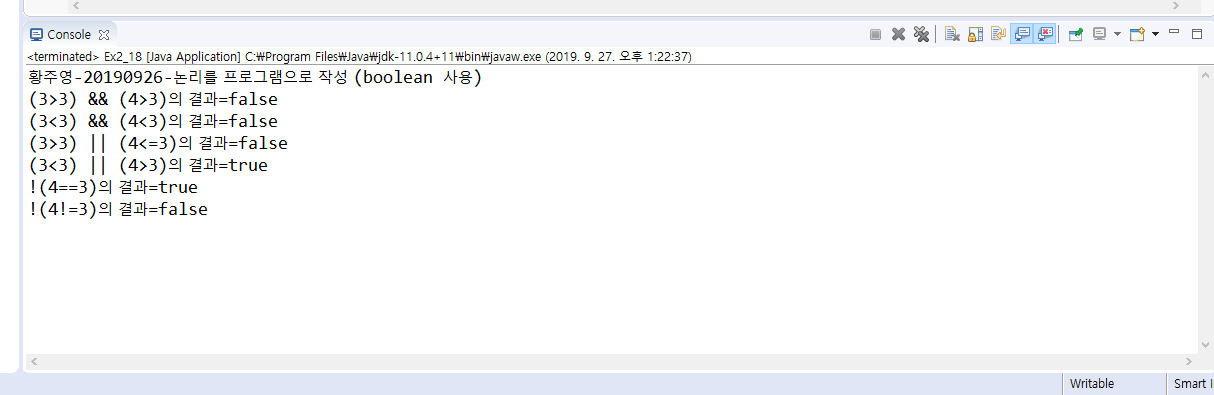 Console
<terminated> Ex2_18 [Java Application] C:₩Program Files₩Java₩jdk-11.0.4+11₩bin₩javaw.exe (2019. 9. 27. 오후 1:22:37)
황주영-20190926-논리를 프로그램으로 작성 (boolean 사용)
(3>3) && (4>3)의 결과=false
(3<3) && (4<3)의 결과=false
(3>3) || (4<=3)의 결과=false
(3<3) || (4>3)의 결과=true
!(4==3)의 결과=true
!(4!=3)의 결과=false
Writable
Smart I